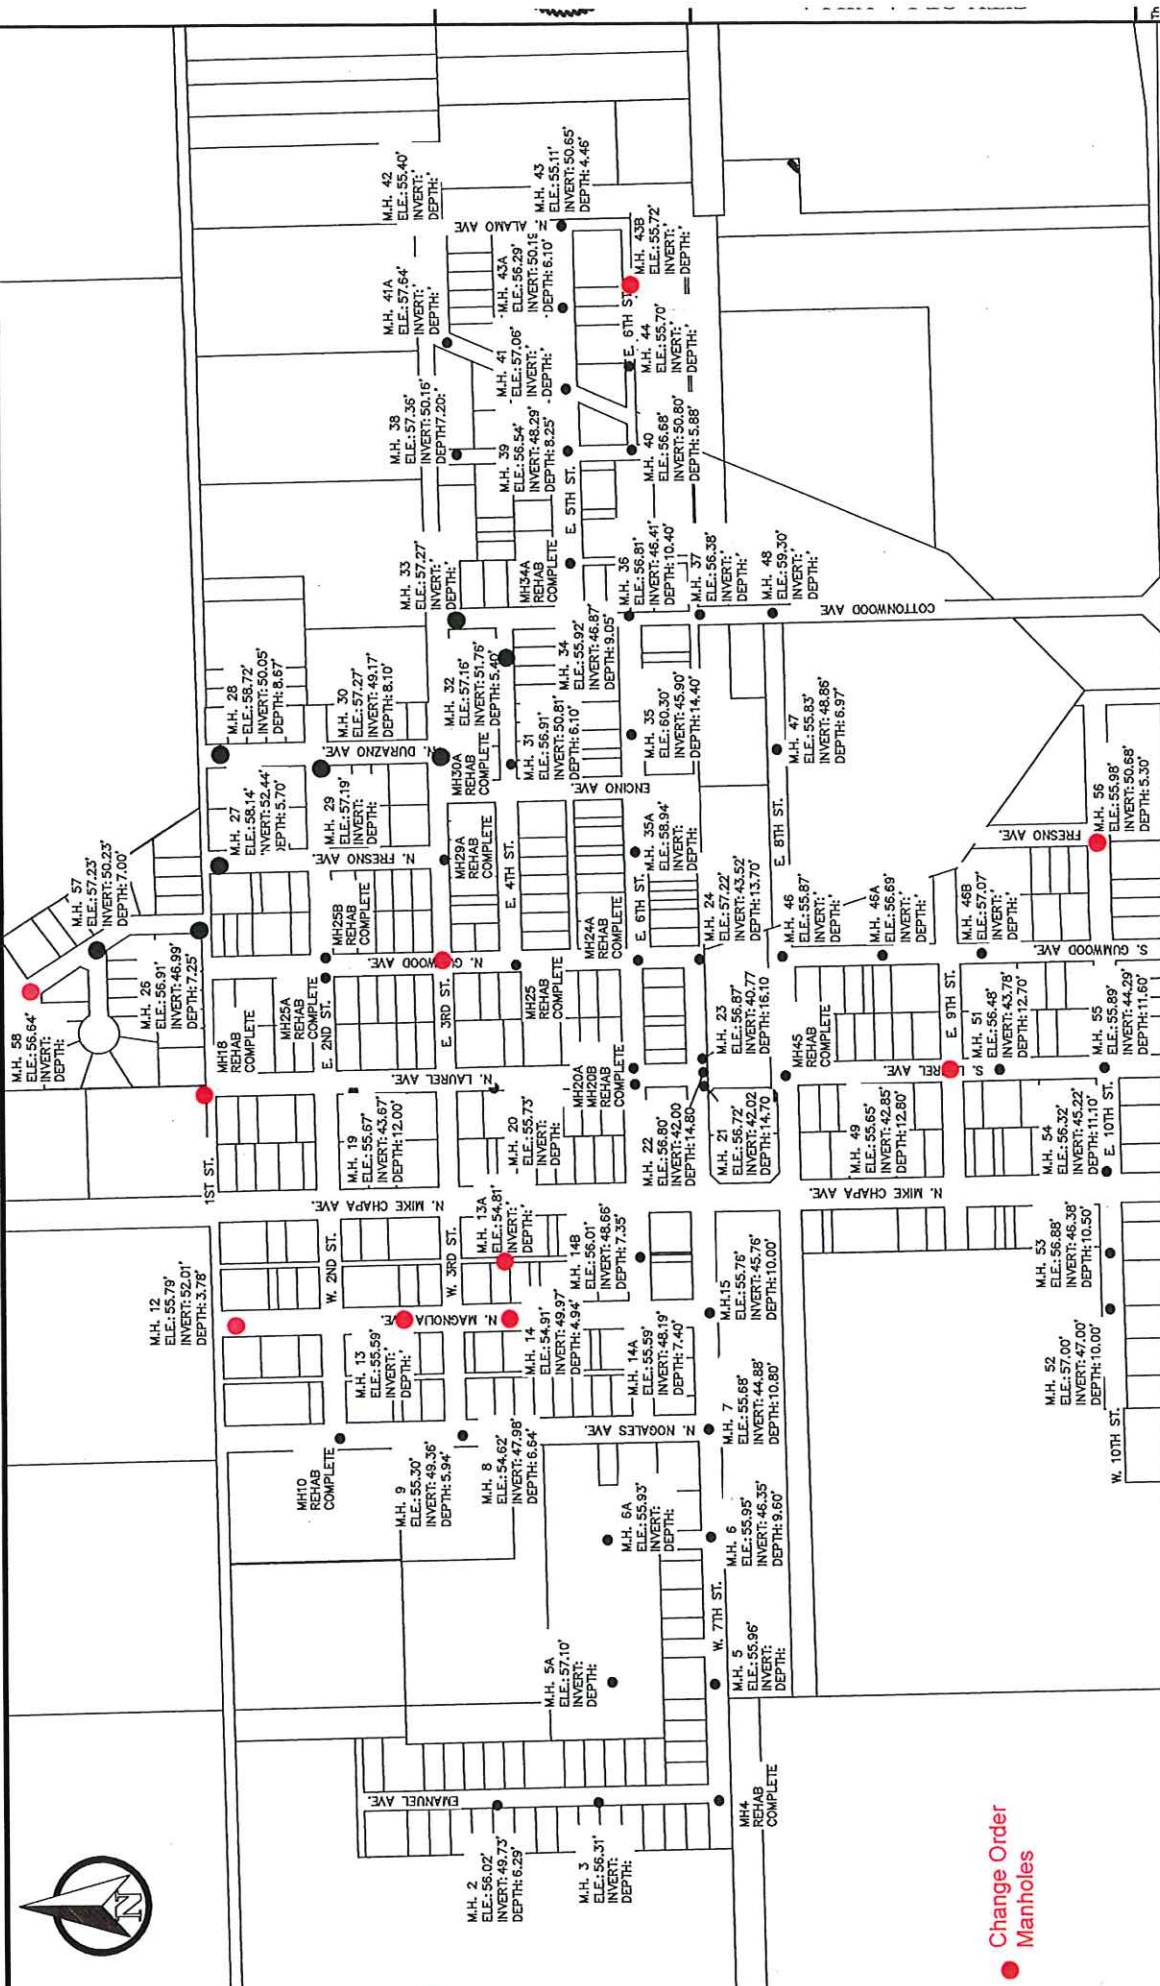 M.H. 58
ELE.:56.64'
INVERT:
DEPTH:
M.H. 57
ELE.:57.23'
INVERT:50.23'
DEPTH:7.00'
M.H. 26
ELE.:56.91'
INVERT:46.99'
DEPTH:7.25'
M.H. 27
ELE.:58.14'
INVERT:52.44'
DEPTH:5.70'
M.H. 28
ELE.:58.72'
INVERT:50.05'
DEPTH:8.67'
M.H. 29
ELE.:57.19'
INVERT:
DEPTH:
M.H. 30
ELE.:57.27'
INVERT:49.17'
DEPTH:8.10'
M.H. 33
ELE.:57.27'
INVERT:'
DEPTH:'
M.H. 38
ELE.:57.36'
INVERT:50.16'
DEPTH7.20:'
M.H. 41A
ELE.:57.64'
INVERT:'
DEPTH:'
M.H. 42
ELE.:55.40'
INVERT:'
DEPTH:'
M.H. 43
ELE.:55.11'
INVERT:50.65'
DEPTH:4.46'
N. ALAMO AVE
M.H. 43A
ELE.:56.29'
INVERT:50.19
DEPTH:6.10'
M.H. 41
ELE.:57.06'
INVERT:'
DEPTH:'
M.H. 39
ELE.:56.54'
INVERT:48.29'
DEPTH:8.25'
M.H. 43B
ELE.:55.72'
INVERT:'
DEPTH:'
E. 6TH ST.
M.H. 44
ELE.:55.70'
INVERT:'
DEPTH:'
M.H. 40
ELE.:56.68'
INVERT:50.80'
DEPTH:5.88'
E. 5TH ST.
MH34A
REHAB
COMPLETE
M.H. 36
ELE.:56.81'
INVERT:46.41'
DEPTH:10.40'
M.H. 37
ELE.:56.38'
INVERT:'
DEPTH:'
M.H. 48
ELE.:59.30'
INVERT:'
DEPTH:'
COTTONWOOD AVE
M.H. 32
ELE.:57.16'
INVERT:51.76'
DEPTH:5.40'
M.H. 34
ELE.:55.92'
INVERT:46.87'
DEPTH:9.05'
N. DURAZNO AVE.
MH30A
REHAB
COMPLETE
M.H. 31
ELE.:56.91'
INVERT:50.81'
DEPTH:6.10'
M.H. 35
ELE.:60.30'
INVERT:45.90'
DEPTH:14.40'
ENCINO AVE.
M.H. 47
ELE.:55.83'
INVERT:48.86'
DEPTH:6.97'
E. 8TH ST.
N. FRESNO AVE.
MH29A
REHAB
COMPLETE
E. 4TH ST.
M.H. 35A
ELE.:58.94'
INVERT:
DEPTH:
E. 6TH ST.
MH24A
REHAB
COMPLETE
M.H. 24
ELE.:57.22'
INVERT:43.52'
DEPTH:13.70'
MH25B
REHAB
COMPLETE
MH18
REHAB
COMPLETE
MH25A
REHAB
COMPLETE
E. 2ND ST.
E. 3RD ST.
MH25
REHAB
COMPLETE
M.H. 23
ELE.:56.87'
INVERT:40.77
DEPTH:16.10
M.H. 46
ELE.:55.87'
INVERT:'
DEPTH:'
M.H. 46A
ELE.:56.69'
INVERT:'
DEPTH:'
M.H. 46B
ELE.:57.07'
INVERT:'
DEPTH:'
FRESNO AVE.
M.H. 56
ELE.:55.98'
INVERT:50.68'
DEPTH:5.30'
S. GUMWOOD AVE
E. 9TH ST.
MH45
REHAB
COMPLETE
M.H. 51
ELE.:56.48'
INVERT:43.78'
DEPTH:12.70'
M.H. 55
ELE.:55.89'
INVERT:44.29'
DEPTH:11.60'
N. LAUREL AVE.
MH20A
MH20B
REHAB
COMPLETE
1ST ST.
M.H. 19
ELE.:55.67'
INVERT:43.67'
DEPTH:12.00'
M.H. 20
ELE.:55.73'
INVERT:
DEPTH:
M.H. 22
ELE.:56.80'
INVERT:42.00
DEPTH:14.80
M.H. 21
ELE.:56.72'
INVERT:42.02
DEPTH:14.70
M.H. 49
ELE.:55.65'
INVERT:42.85'
DEPTH:12.80'
M.H. 54
ELE.:56.32'
INVERT:45.22'
DEPTH:11.10'
E. 10TH ST.
N. MIKE CHAPA AVE.
N. MIKE CHAPA AVE.
W. 2ND ST.
W. 3RD ST.
M.H. 13A
ELE.:54.81'
INVERT:'
DEPTH:'
M.H. 14B
ELE.:56.01'
INVERT:48.66'
DEPTH:7.35'
M.H. 12
ELE.:55.79'
INVERT:52.01'
DEPTH:3.78'
M.H. 13
ELE.:55.59'
INVERT:'
DEPTH:'
M.H. 14
ELE.:54.91'
INVERT:49.97'
DEPTH:4.94'
M.H. 14A
ELE.:55.59'
INVERT:48.19'
DEPTH:7.40'
M.H.15
ELE.:55.76'
INVERT:45.76'
DEPTH:10.00'
M.H. 53
ELE.:56.88'
INVERT:46.38'
DEPTH:10.50'
M.H. 52
ELE.:57.00'
INVERT:47.00'
DEPTH:10.00'
W. 10TH ST.
MH10
REHAB
COMPLETE
M.H. 9
ELE.:55.30'
INVERT:49.36'
DEPTH:5.94'
M.H. 8
ELE.:54.62'
INVERT:47.98'
DEPTH:6.64'
N. NOGALES AVE.
M.H. 7
ELE.:55.68'
INVERT:44.88'
DEPTH:10.80'
M.H. 6A
ELE.:55.93'
INVERT:
DEPTH:
M.H. 6
ELE.:55.95'
INVERT:46.35'
DEPTH:9.60'
W. 7TH ST.
M.H. 5A
ELE.:57.10'
INVERT:
DEPTH:
M.H. 5
ELE.:55.96'
INVERT:
DEPTH:
EMANUEL AVE.
MH4
REHAB
COMPLETE
M.H. 2
ELE.:56.02'
INVERT:49.73'
DEPTH:6.29'
M.H. 3
ELE.:56.31'
INVERT:
DEPTH:
N
Change Order
Manholes